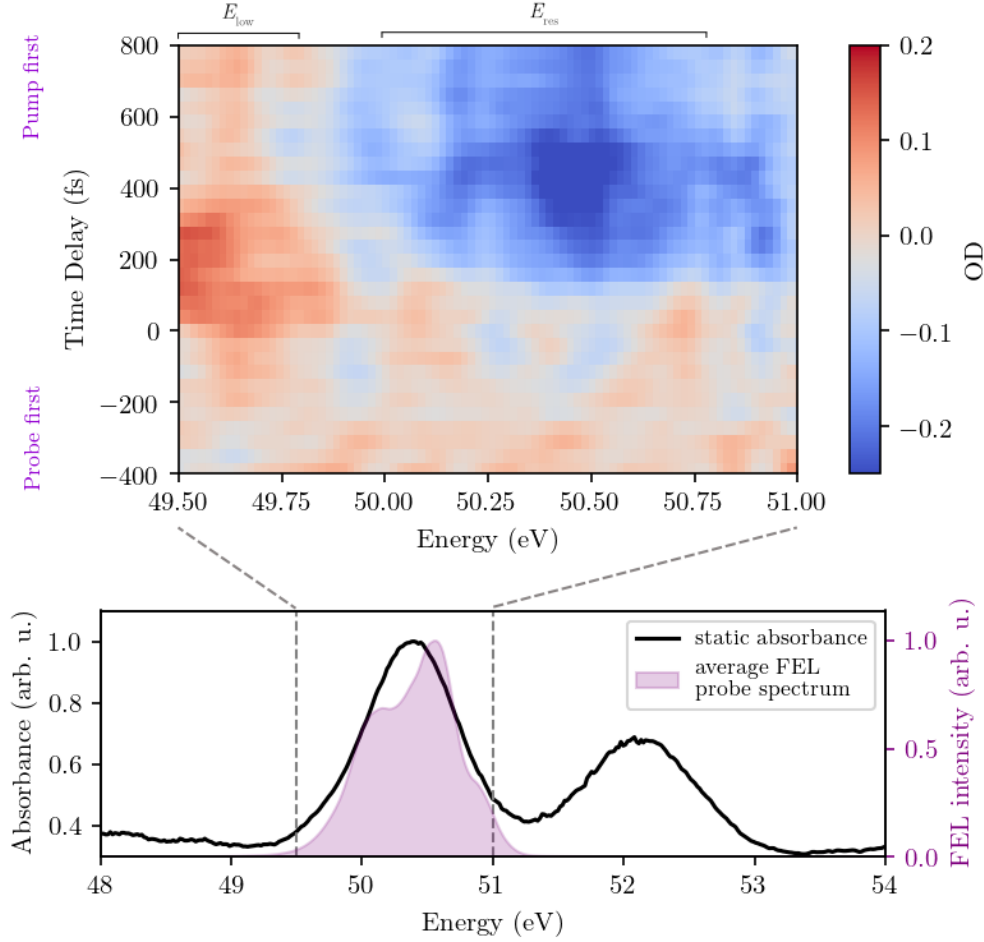 E_low E_res
Pump first
Probe first
Time Delay (fs)
800
600
400
200
0
−200
−400
49.50 49.75 50.00 50.25 50.50 50.75 51.00
Energy (eV)
0.2
0.1
0.0
−0.1
−0.2
OD
Absorbance (arb. u.)
1.0
0.8
0.6
0.4
static absorbance
average FEL
probe spectrum
1.0
0.5
0.0
FEL intensity (arb. u.)
48 49 50 51 52 53 54
Energy (eV)